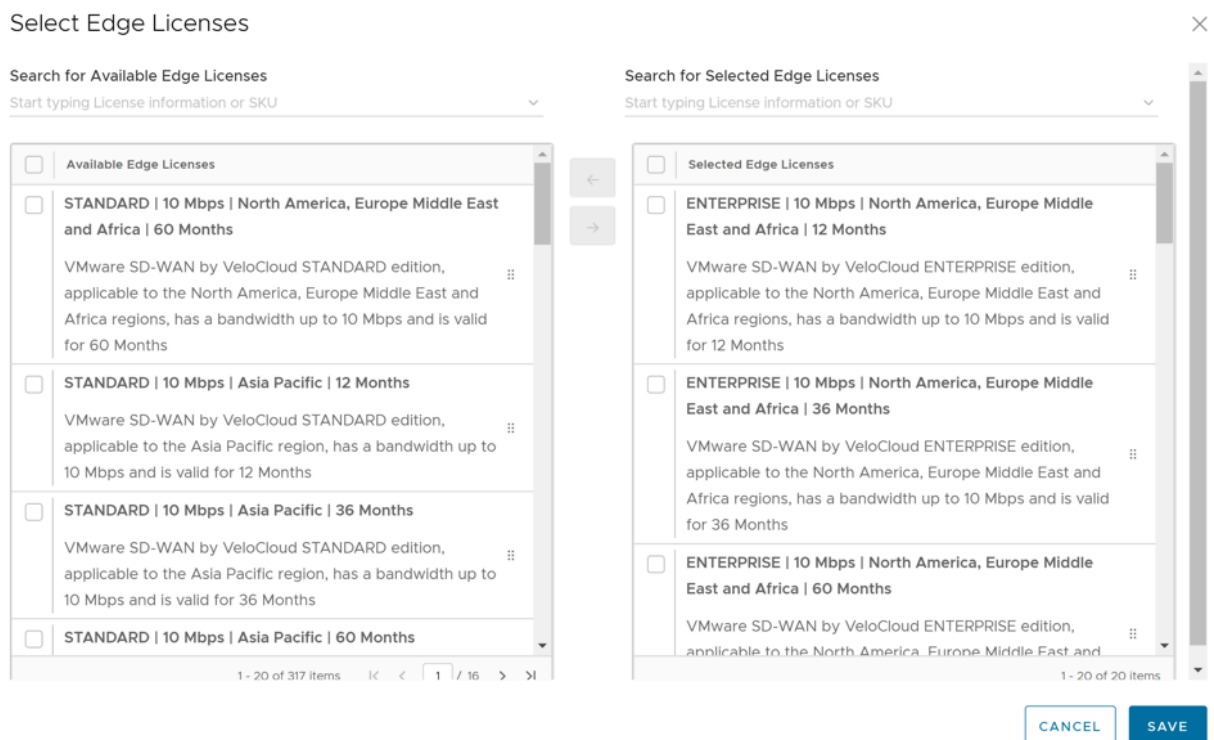 Select Edge Licenses
Search for Available Edge Licenses
Start typing License information or SKU
Available Edge Licenses
STANDARD | 10 Mbps | North America, Europe Middle East
and Africa | 60 Months
VMware SD-WAN by VeloCloud STANDARD edition,
applicable to the North America, Europe Middle East and
Africa regions, has a bandwidth up to 10 Mbps and is valid
for 60 Months
STANDARD | 10 Mbps | Asia Pacific | 12 Months
VMware SD-WAN by VeloCloud STANDARD edition,
applicable to the Asia Pacific region, has a bandwidth up to
10 Mbps and is valid for 12 Months
STANDARD | 10 Mbps | Asia Pacific | 36 Months
VMware SD-WAN by VeloCloud STANDARD edition,
applicable to the Asia Pacific region, has a bandwidth up to
10 Mbps and is valid for 36 Months
STANDARD | 10 Mbps | Asia Pacific | 60 Months
1 - 20 of 317 items 1 / 16
Search for Selected Edge Licenses
Start typing License information or SKU
Selected Edge Licenses
ENTERPRISE | 10 Mbps | North America, Europe Middle
East and Africa | 12 Months
VMware SD-WAN by VeloCloud ENTERPRISE edition,
applicable to the North America, Europe Middle East and
Africa regions, has a bandwidth up to 10 Mbps and is valid
for 12 Months
ENTERPRISE | 10 Mbps | North America, Europe Middle
East and Africa | 36 Months
VMware SD-WAN by VeloCloud ENTERPRISE edition,
applicable to the North America, Europe Middle East and
Africa regions, has a bandwidth up to 10 Mbps and is valid
for 36 Months
ENTERPRISE | 10 Mbps | North America, Europe Middle
East and Africa | 60 Months
VMware SD-WAN by VeloCloud ENTERPRISE edition,
applicable to the North America, Europe Middle East and
1 - 20 of 20 items
CANCEL
SAVE